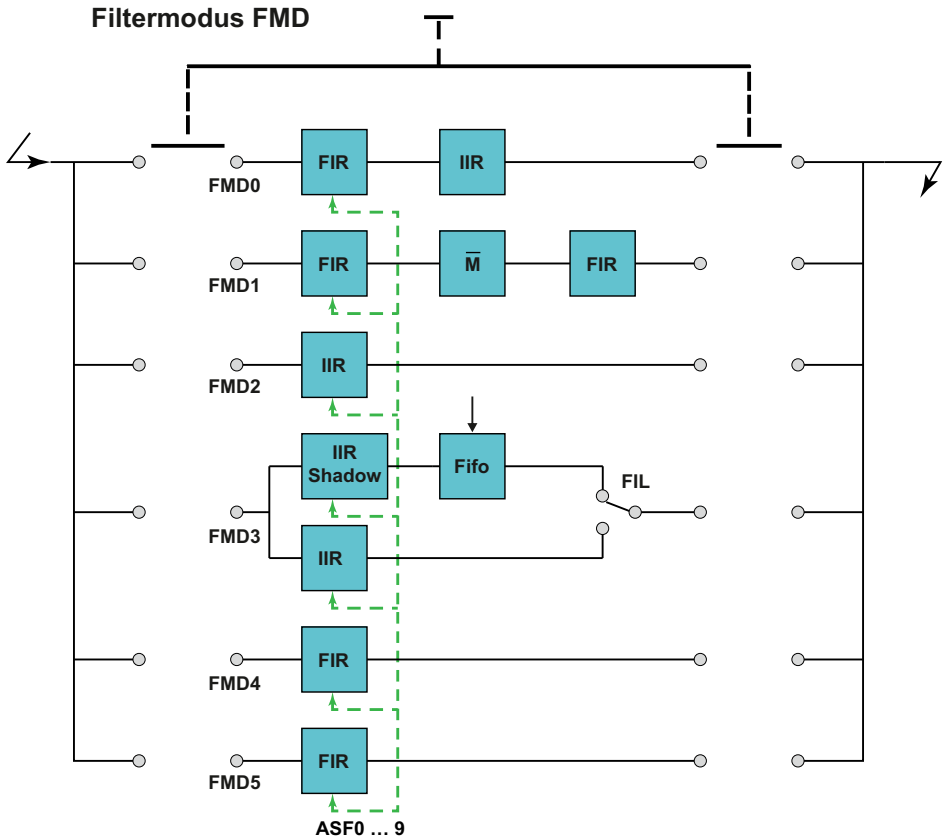 Filtermodus FMD
FIR
IIR
FMD0
FIR
M̅
FIR
FMD1
IIR
FMD2
IIR
Shadow
Fifo
FIL
FMD3
IIR
FIR
FMD4
FIR
FMD5
ASF0 ... 9